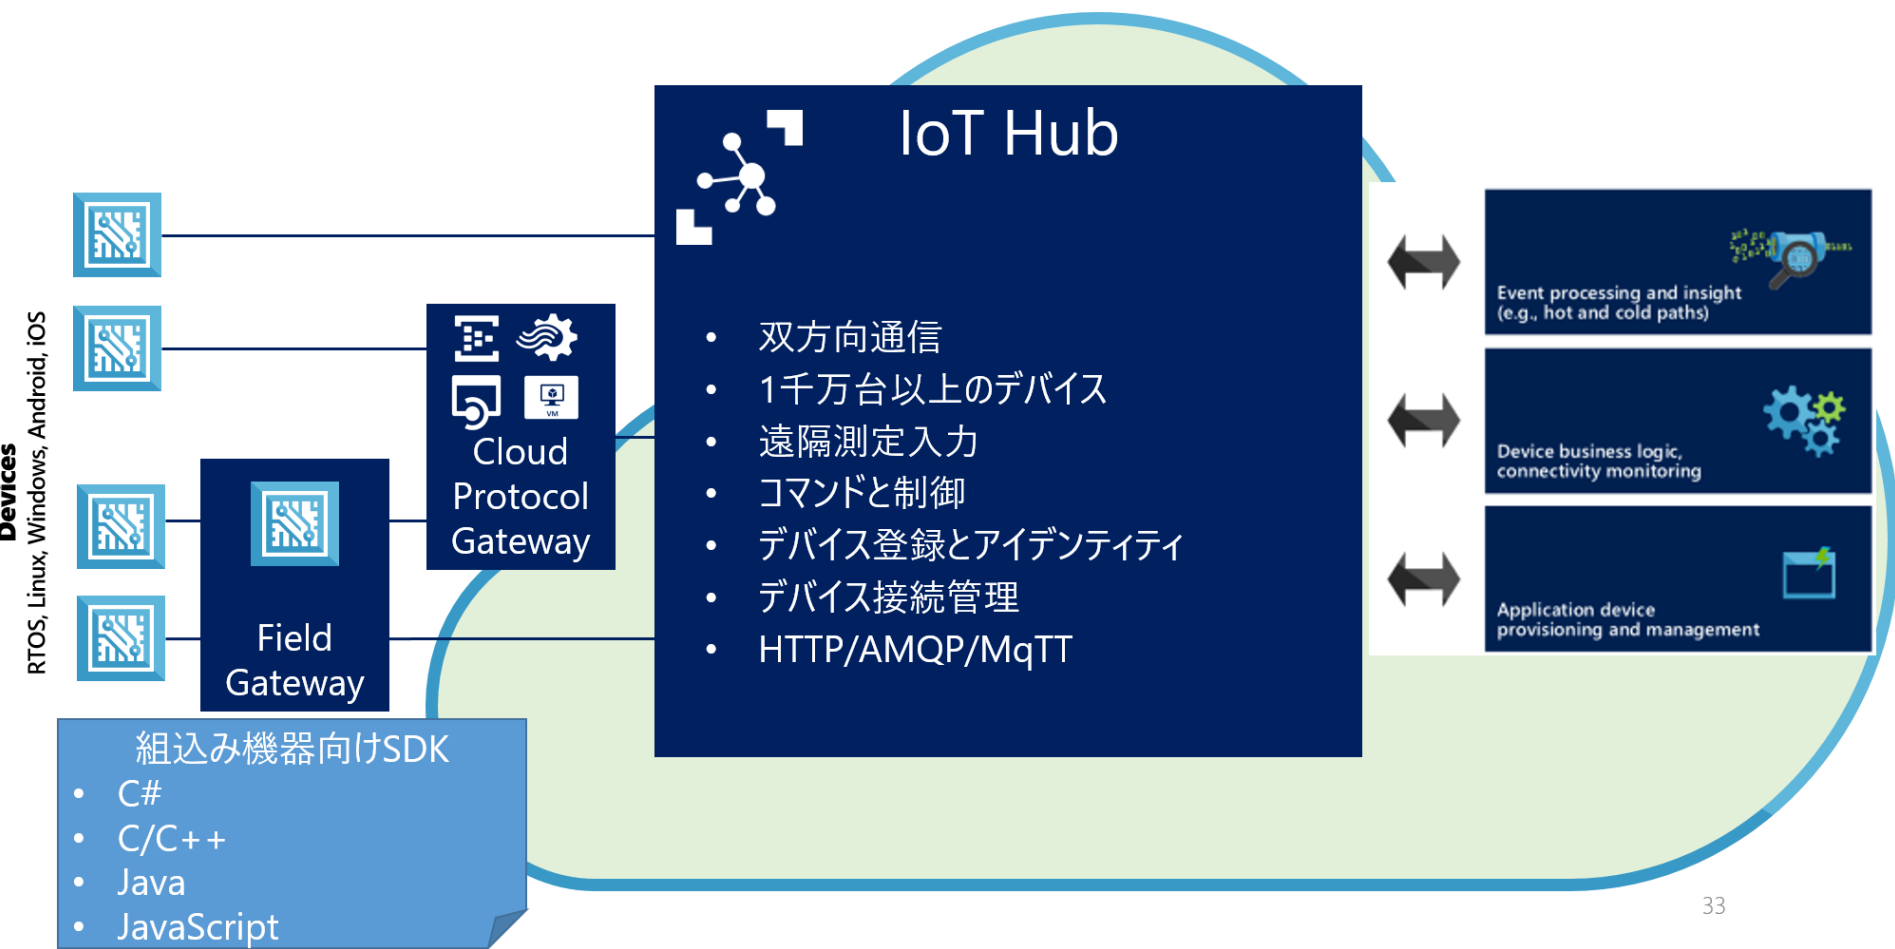 IoT Hub
• 双方向通信
• 1千万台以上のデバイス
• 遠隔測定入力
• コマンドと制御
• デバイス登録とアイデンティティ
• デバイス接続管理
• HTTP/AMQP/MqTT
Devices
RTOS, Linux, Windows, Android, iOS
VM
Cloud
Protocol
Gateway
Field
Gateway
組込み機器向けSDK
• C#
• C/C++
• Java
• JavaScript
Event processing and insight
(e.g., hot and cold paths)
Device business logic,
connectivity monitoring
Application device
provisioning and management
33